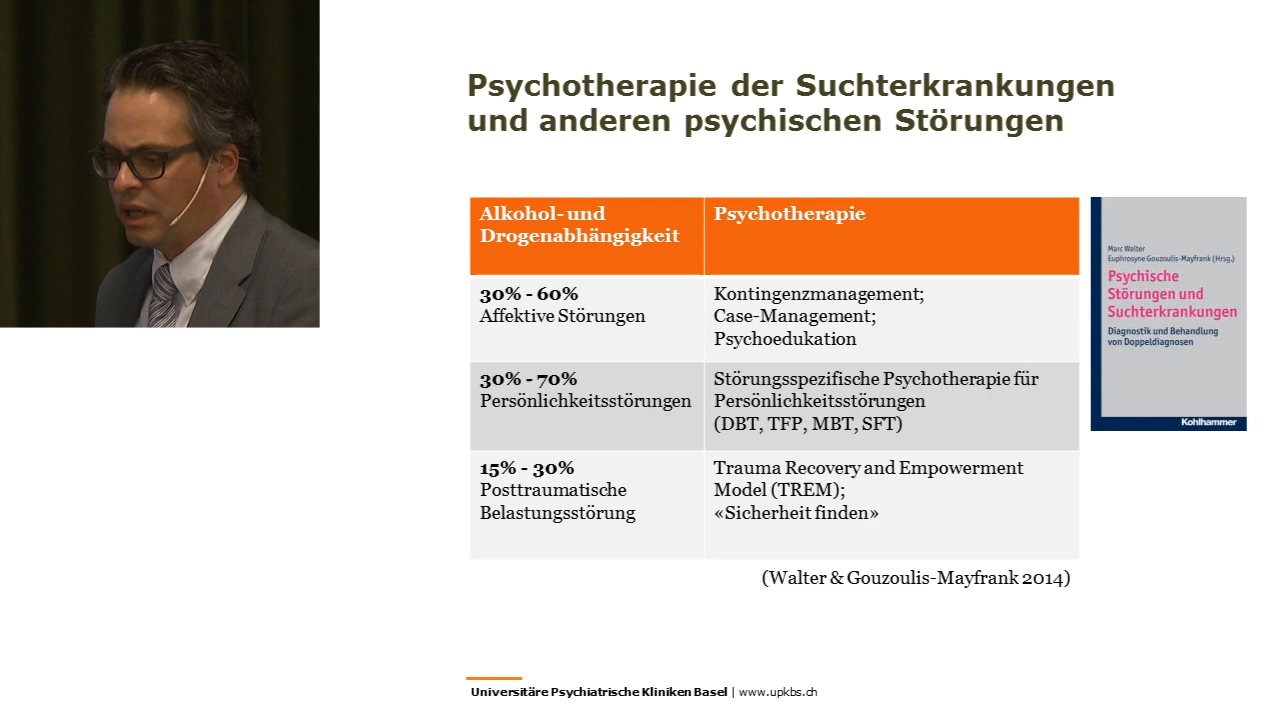 Psychotherapie der Suchterkrankungen
und anderen psychischen Störungen
Alkohol- und
Drogenabhängigkeit
Psychotherapie
30% - 60%
Affektive Störungen
Kontingenzmanagement;
Case-Management;
Psychoedukation
30% - 70%
Persönlichkeitsstörungen
Störungsspezifische Psychotherapie für
Persönlichkeitsstörungen
(DBT, TFP, MBT, SFT)
15% - 30%
Posttraumatische
Belastungsstörung
Trauma Recovery and Empowerment
Model (TREM);
«Sicherheit finden»
(Walter & Gouzoulis-Mayfrank 2014)
Marc Walter
Euphrosyne Gouzoulis-Mayfrank (Hrsg.)
Psychische
Störungen und
Suchterkrankungen
Diagnostik und Behandlung
von Doppeldiagnosen
Kohlhammer
Universitäre Psychiatrische Kliniken Basel | www.upkbs.ch